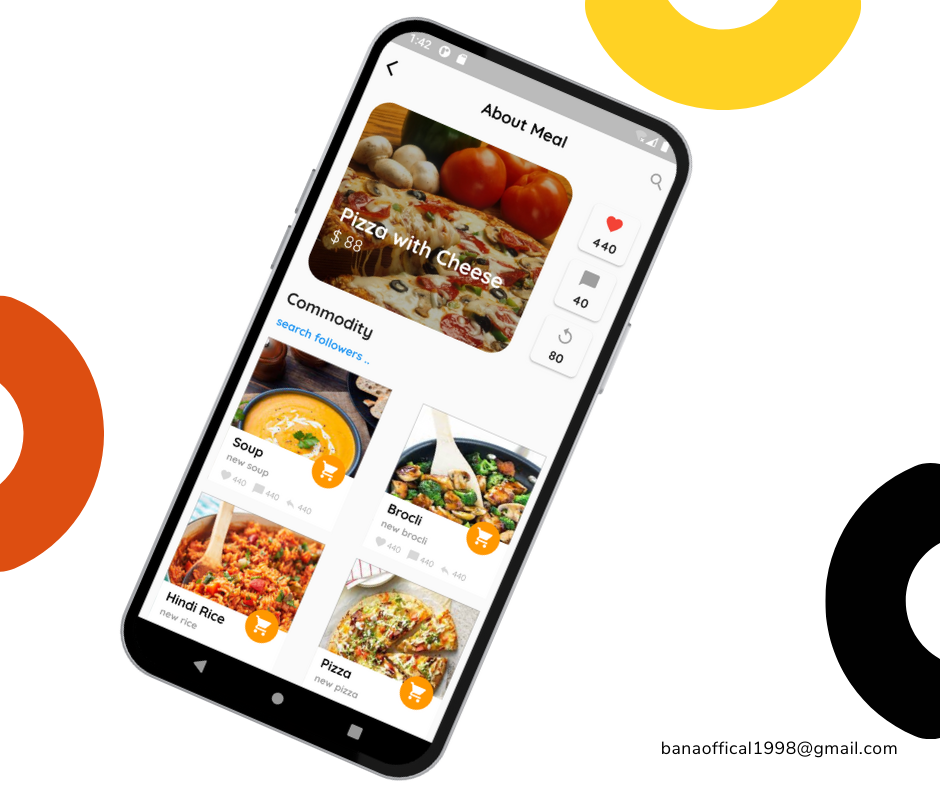 1:42
About Meal
Pizza with Cheese
$ 88
440
40
80
Commodity
search followers ..
Soup
new soup
440 440 440
Brocli
new brocli
440 440 440
Hindi Rice
new rice
Pizza
new pizza
banaoffical1998@gmail.com